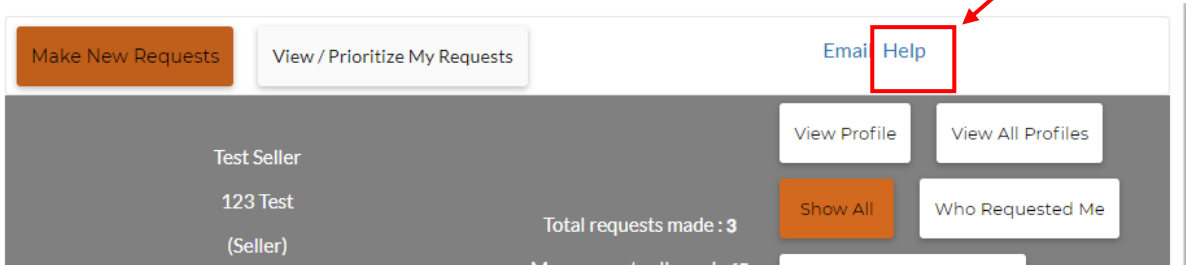 Make New Requests View / Prioritize My Requests Email Help
View Profile View All Profiles
Test Seller
123 Test
Show All Who Requested Me
Total requests made : 3
(Seller)